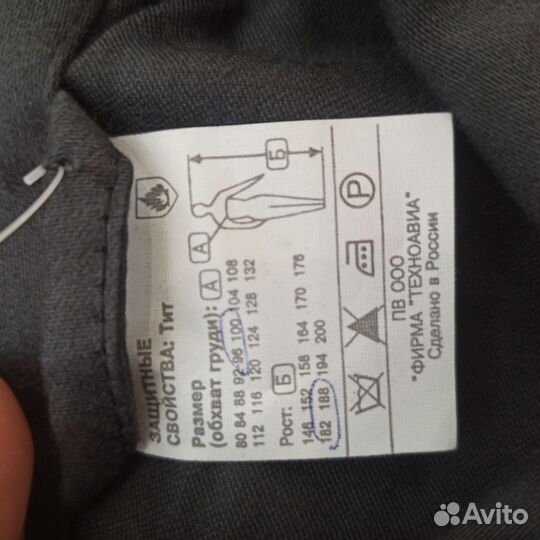 ЗАЩИТНЫЕ
СВОЙСТВА: Тит
Размер
(обхват груди): А
80 84 88 92 96 100 104 108
112 116 120 124 128 132
Рост: Б
146 152 158 164 170 176
182 188 194 200
А
Б
P
ПВ ООО
"ФИРМА "ТЕХНОАВИА"
Сделано в России
Avito